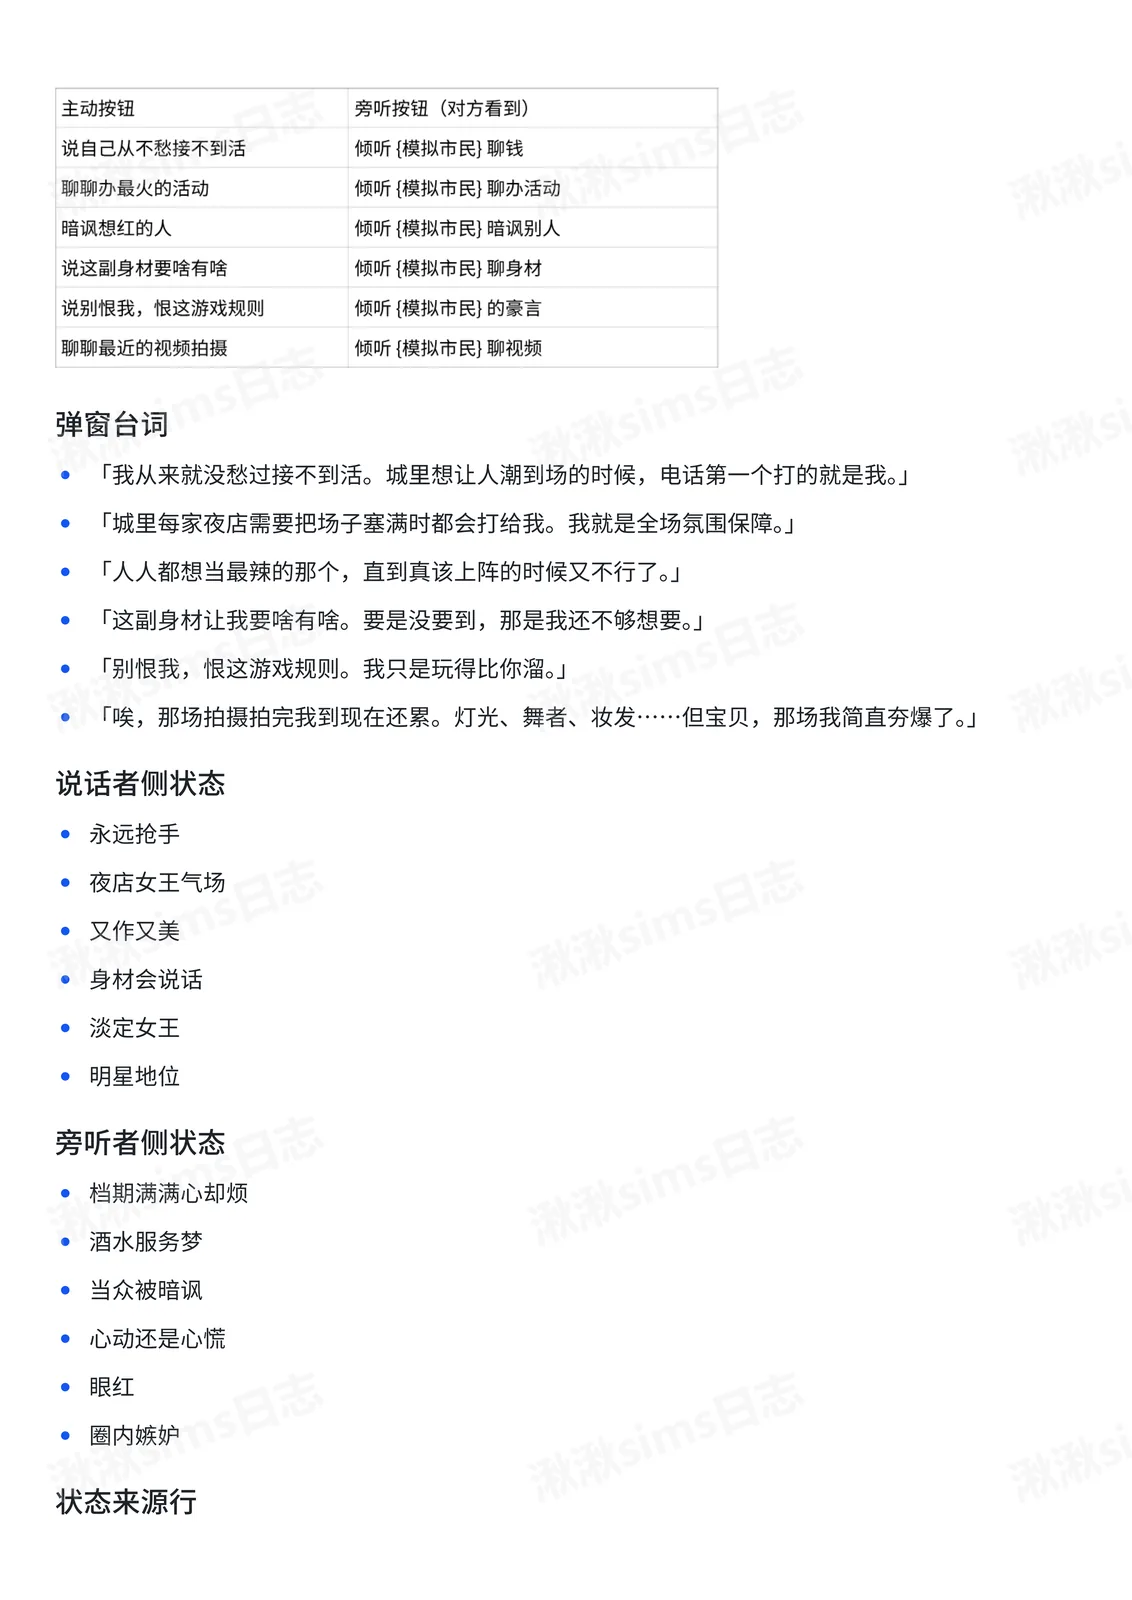 主动按钮 旁听按钮（对方看到）
说自己从不愁接不到活 倾听 {模拟市民} 聊钱
聊聊办最火的活动 倾听 {模拟市民} 聊办活动
暗讽想红的人 倾听 {模拟市民} 暗讽别人
说这副身材要啥有啥 倾听 {模拟市民} 聊身材
说别恨我，恨这游戏规则 倾听 {模拟市民} 的豪言
聊聊最近的视频拍摄 倾听 {模拟市民} 聊视频
弹窗台词
「我从来就没愁过接不到活。城里想让人潮到场的时候，电话第一个打的就是我。」
「城里每家夜店需要把场子塞满时都会打给我。我就是全场氛围保障。」
「人人都想当最辣的那个，直到真该上阵的时候又不行了。」
「这副身材让我要啥有啥。要是没要到，那是我还不够想要。」
「别恨我，恨这游戏规则。我只是玩得比你溜。」
「唉，那场拍摄拍完我到现在还累。灯光、舞者、妆发……但宝贝，那场我简直夯爆了。」
说话者侧状态
永远抢手
夜店女王气场
又作又美
身材会说话
淡定女王
明星地位
旁听者侧状态
档期满满心却烦
酒水服务梦
当众被暗讽
心动还是心慌
眼红
圈内嫉妒
状态来源行
湫湫sims日志